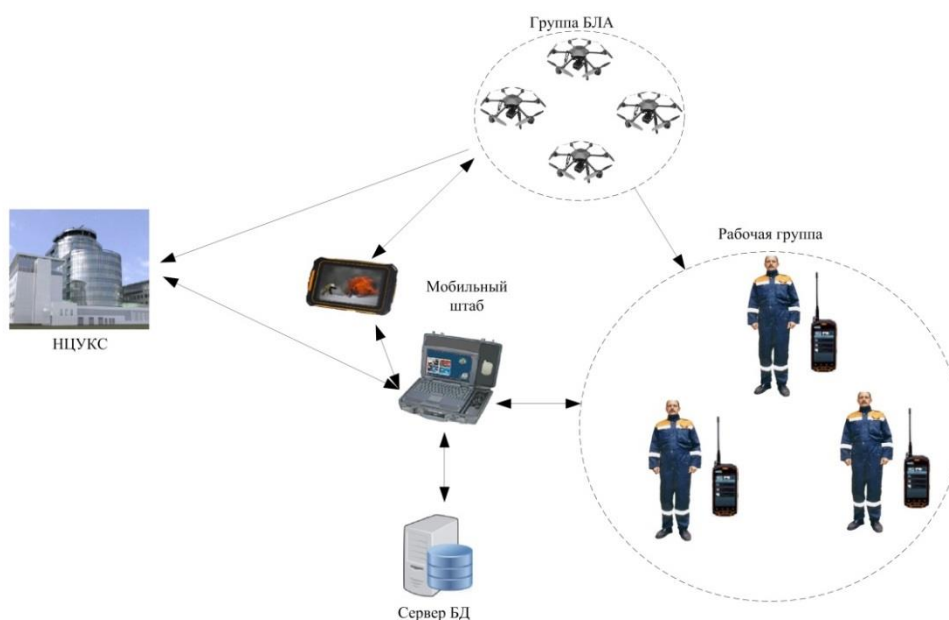 Группа БЛА
Рабочая группа
Мобильный
штаб
НЦУКС
Сервер БД